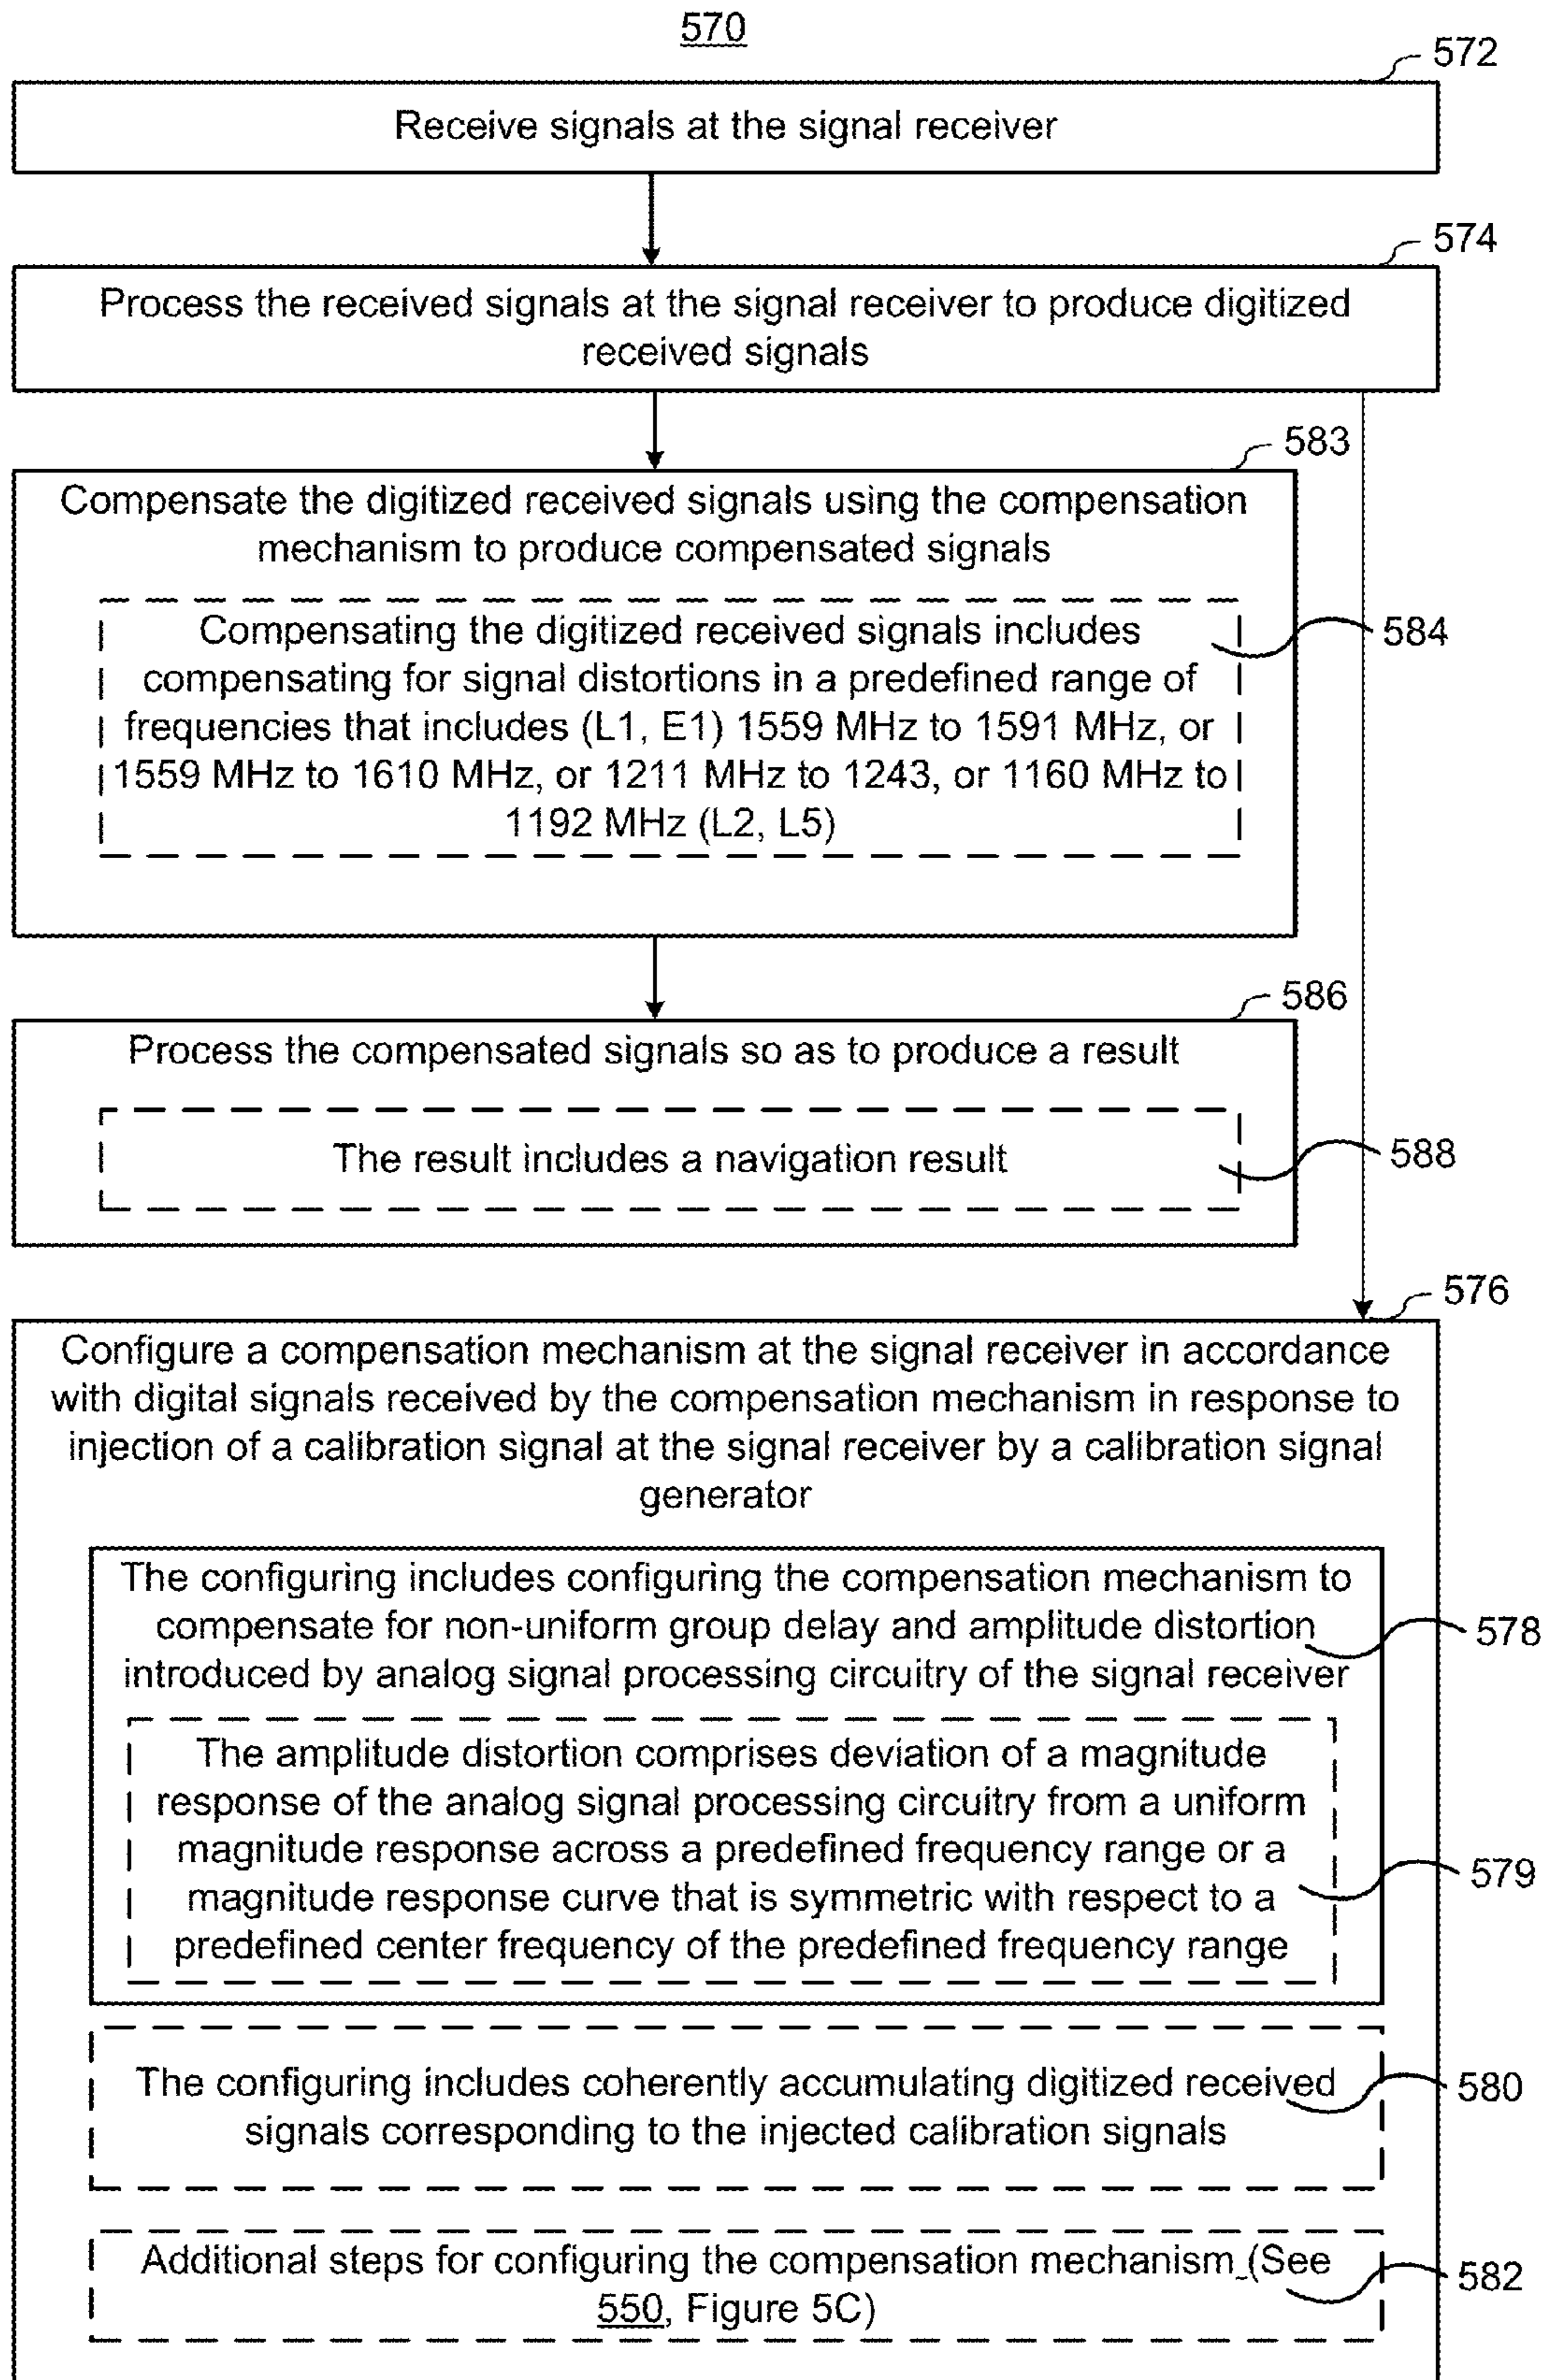 570
572
Receive signals at the signal receiver
574
Process the received signals at the signal receiver to produce digitized
received signals
583
Compensate the digitized received signals using the compensation
mechanism to produce compensated signals
Compensating the digitized received signals includes
compensating for signal distortions in a predefined range of
frequencies that includes (L1, E1) 1559 MHz to 1591 MHz, or
1559 MHz to 1610 MHz, or 1211 MHz to 1243, or 1160 MHz to
1192 MHz (L2, L5)
584
586
Process the compensated signals so as to produce a result
The result includes a navigation result
588
576
Configure a compensation mechanism at the signal receiver in accordance
with digital signals received by the compensation mechanism in response to
injection of a calibration signal at the signal receiver by a calibration signal
generator
The configuring includes configuring the compensation mechanism to
compensate for non-uniform group delay and amplitude distortion
introduced by analog signal processing circuitry of the signal receiver
578
The amplitude distortion comprises deviation of a magnitude
response of the analog signal processing circuitry from a uniform
magnitude response across a predefined frequency range or a
magnitude response curve that is symmetric with respect to a
predefined center frequency of the predefined frequency range
579
The configuring includes coherently accumulating digitized received
signals corresponding to the injected calibration signals
580
Additional steps for configuring the compensation mechanism (See
550, Figure 5C)
582